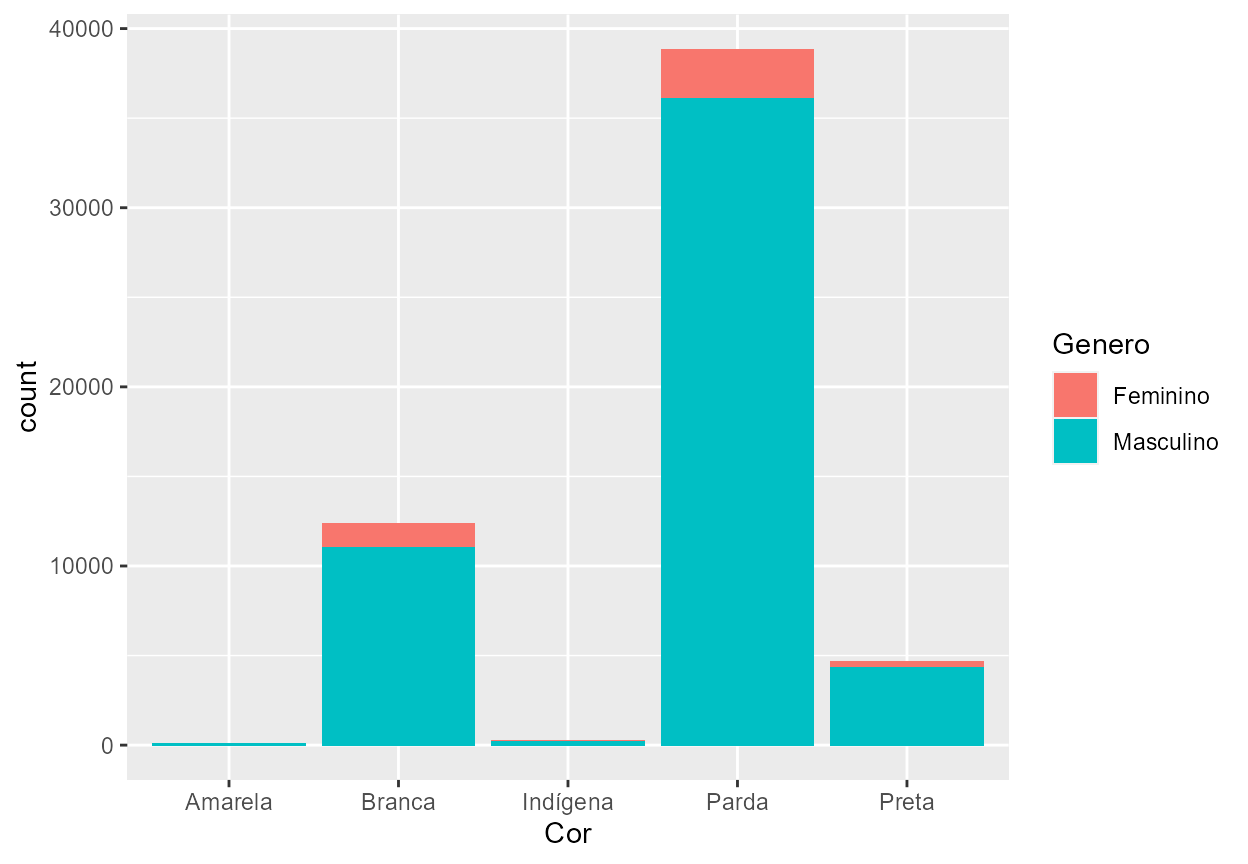 40000
30000
20000
10000
0
count
Amarela
Branca
Indígena
Parda
Preta
Cor
Genero
Feminino
Masculino